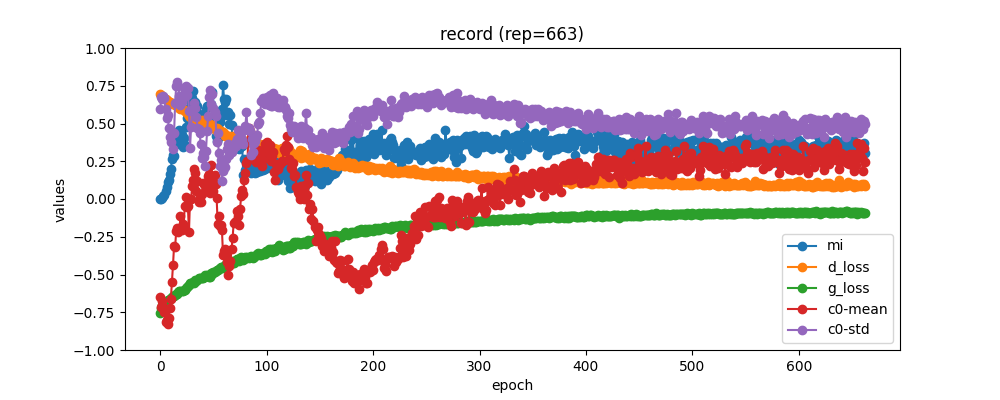 record (rep=663)
1.00
0.75
0.50
0.25
0.00
−0.25
−0.50
−0.75
−1.00
values
0 100 200 300 400 500 600
epoch
mi
d_loss
g_loss
c0-mean
c0-std